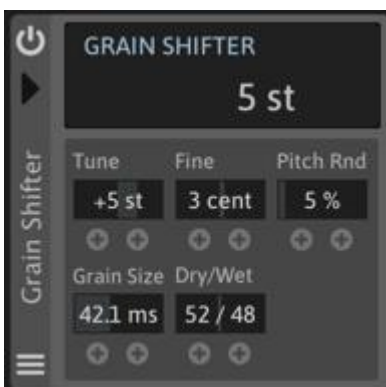 GRAIN SHIFTER
5 st
Grain Shifter
Tune Fine Pitch Rnd
+5 st 3 cent 5 %
Grain Size Dry/Wet
42.1 ms 52 / 48